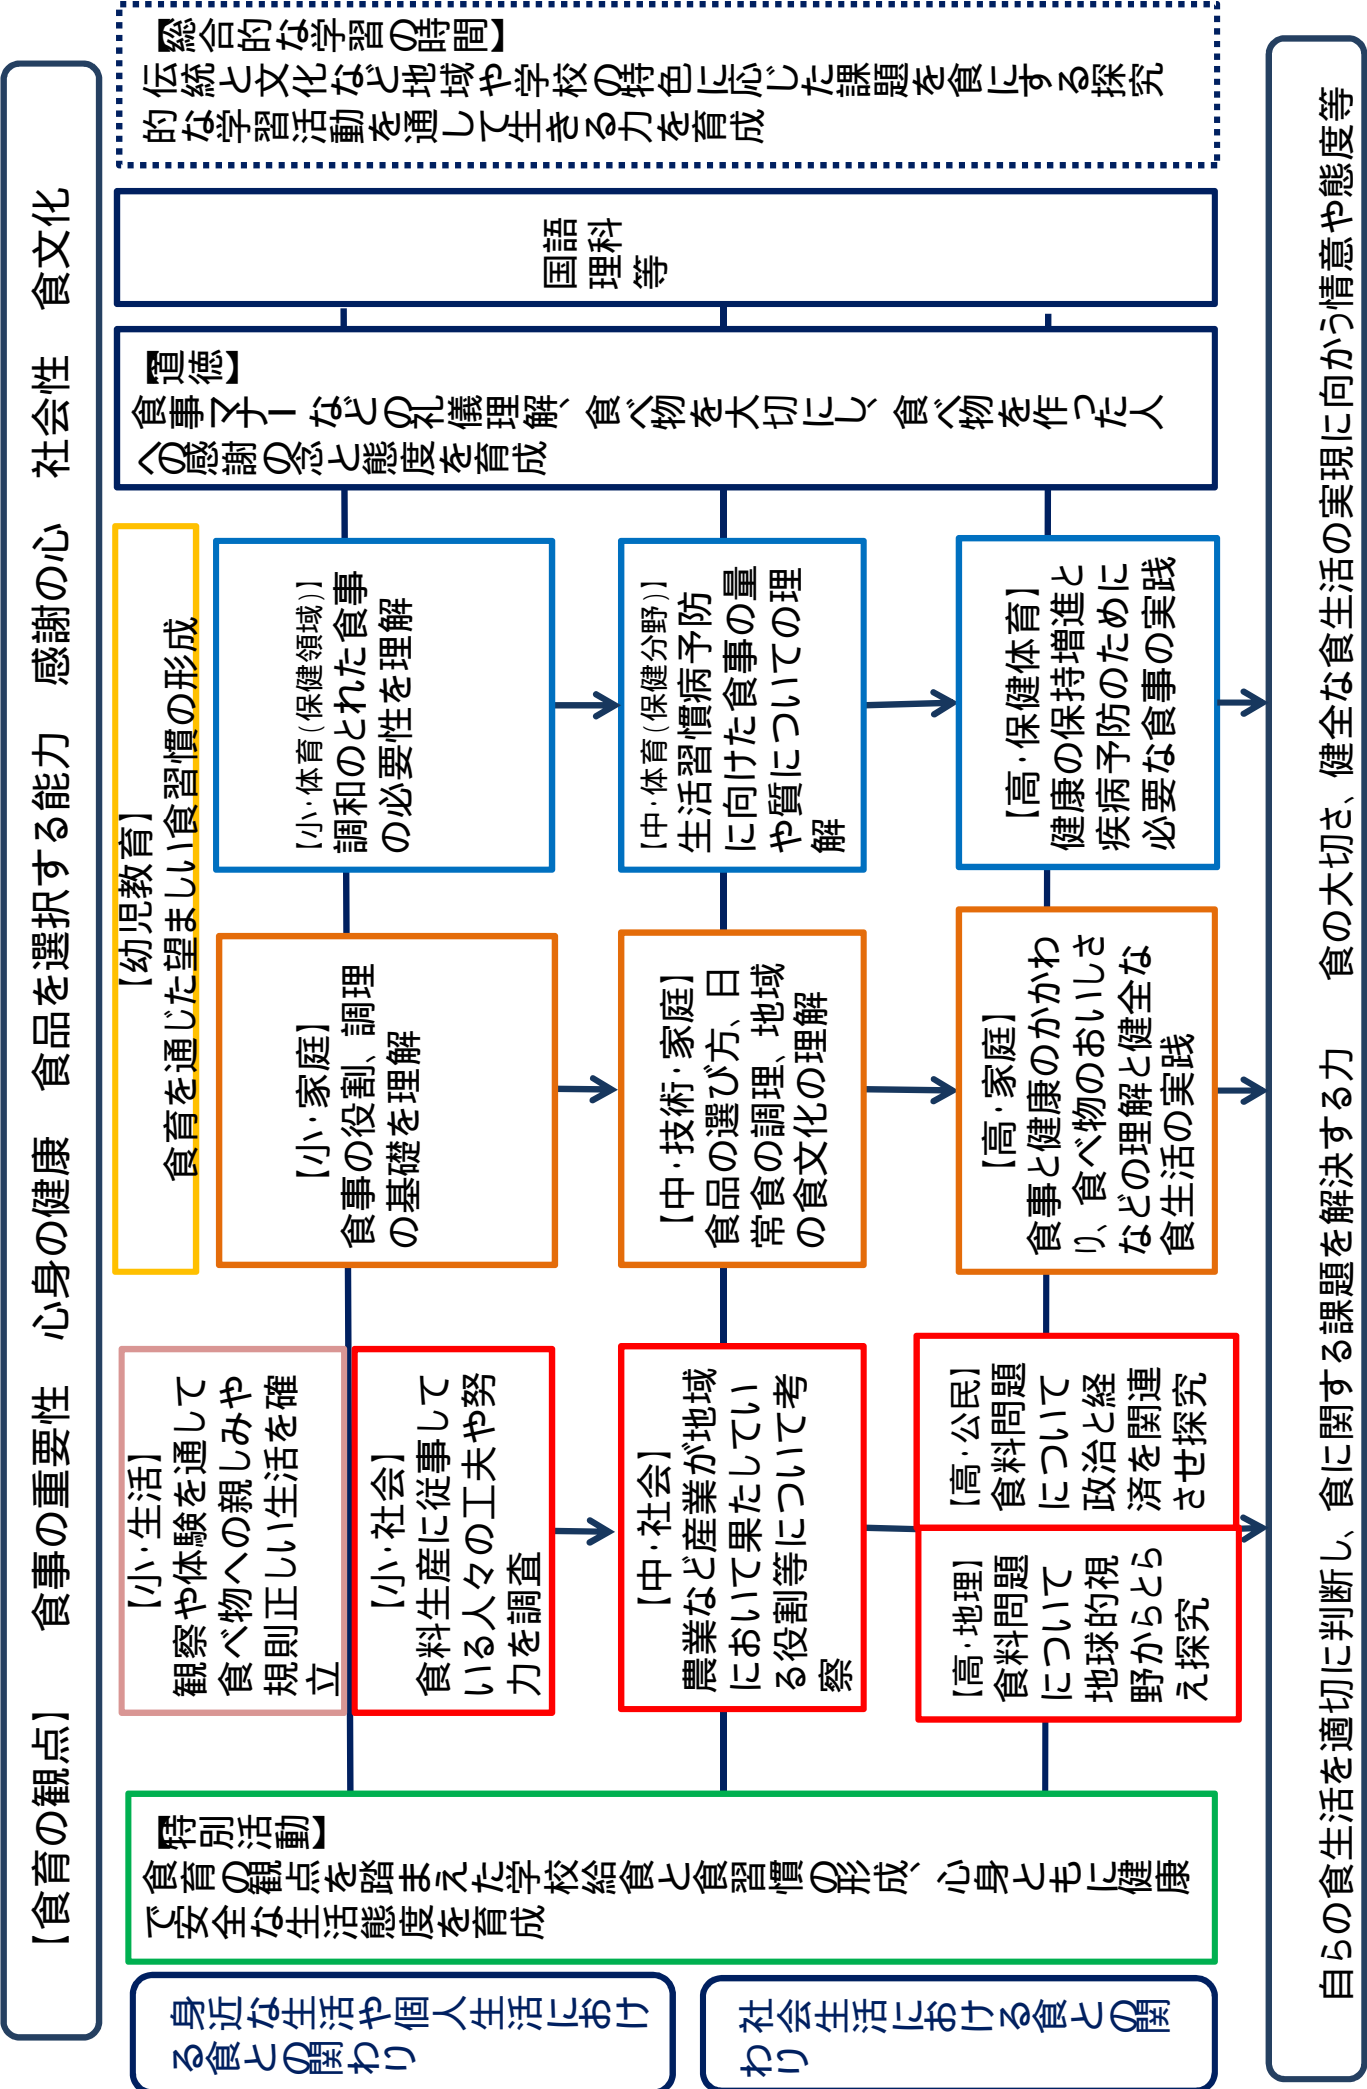 【食育の観点】　食事の重要性　心身の健康　食品を選択する能力　感謝の心　社会性　食文化
身近な生活や個人生活におけ
る食との関わり
社会生活における食との関
わり
【特別活動】
食育の観点を踏まえた学校給食と食習慣の形成、心身ともに健康
で安全な生活態度を育成
【小・生活】
観察や体験を通して
食べ物への親しみや
規則正しい生活を確
立
【小・社会】
食料生産に従事して
いる人々の工夫や努
力を調査
【中・社会】
農業など産業が地域
において果たしてい
る役割等について考
察
【高・地理】
食料問題
について
地球的視
野からとら
え探究
【高・公民】
食料問題
について
政治と経
済を関連
させ探究
【幼児教育】
食育を通じた望ましい食習慣の形成
【小・家庭】
食事の役割、調理
の基礎を理解
【中・技術・家庭】
食品の選び方、日
常食の調理、地域
の食文化の理解
【高・家庭】
食事と健康のかかわ
り、食べ物のおいしさ
などの理解と健全な
食生活の実践
【小・体育（保健領域）】
調和のとれた食事
の必要性を理解
【中・体育（保健分野）】
生活習慣病予防
に向けた食事の量
や質についての理
解
【高・保健体育】
健康の保持増進と
疾病予防のために
必要な食事の実践
【道徳】
食事マナーなどの礼儀理解、食べ物を大切にし、食べ物を作った人
への感謝の念と態度を育成
国語
理科
等
【総合的な学習の時間】
伝統と文化など地域や学校の特色に応じた課題を食にする探究
的な学習活動を通して生きる力を育成
自らの食生活を適切に判断し、食に関する課題を解決する力　食の大切さ、健全な食生活の実現に向かう情意や態度等